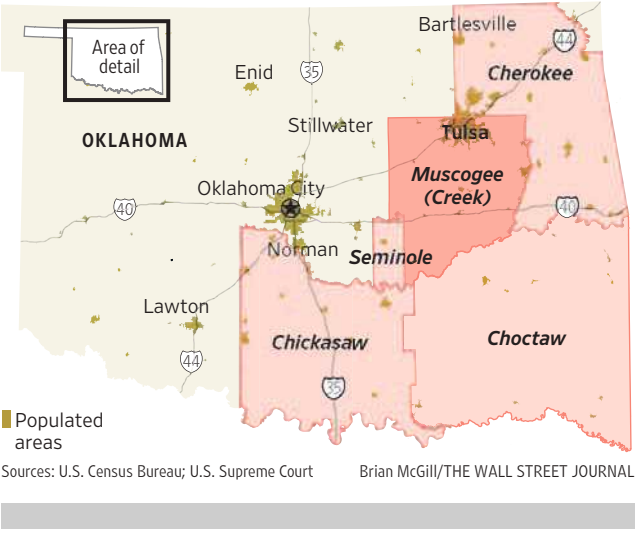 Bartlesville
44
Area of
detail
Enid
35
Cherokee
Stillwater
Tulsa
OKLAHOMA
Muscogee
(Creek)
Oklahoma City
40
40
Norman
Seminole
Lawton
Chickasaw
Choctaw
44
35
Populated
areas
Sources: U.S. Census Bureau; U.S. Supreme Court
Brian McGill/THE WALL STREET JOURNAL